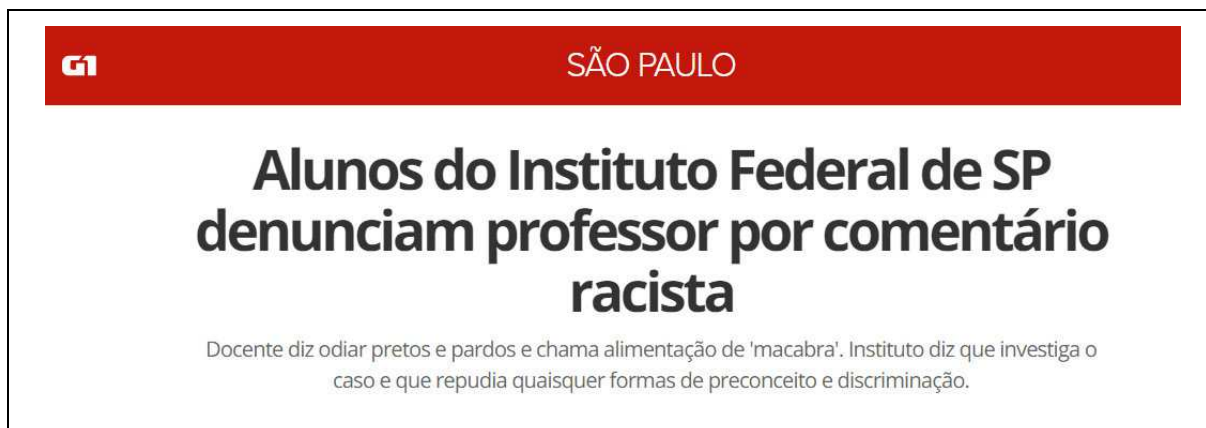 G1
SÃO PAULO
Alunos do Instituto Federal de SP
denunciam professor por comentário
racista
Docente diz odiar pretos e pardos e chama alimentação de 'macabra'. Instituto diz que investiga o
caso e que repudia quaisquer formas de preconceito e discriminação.